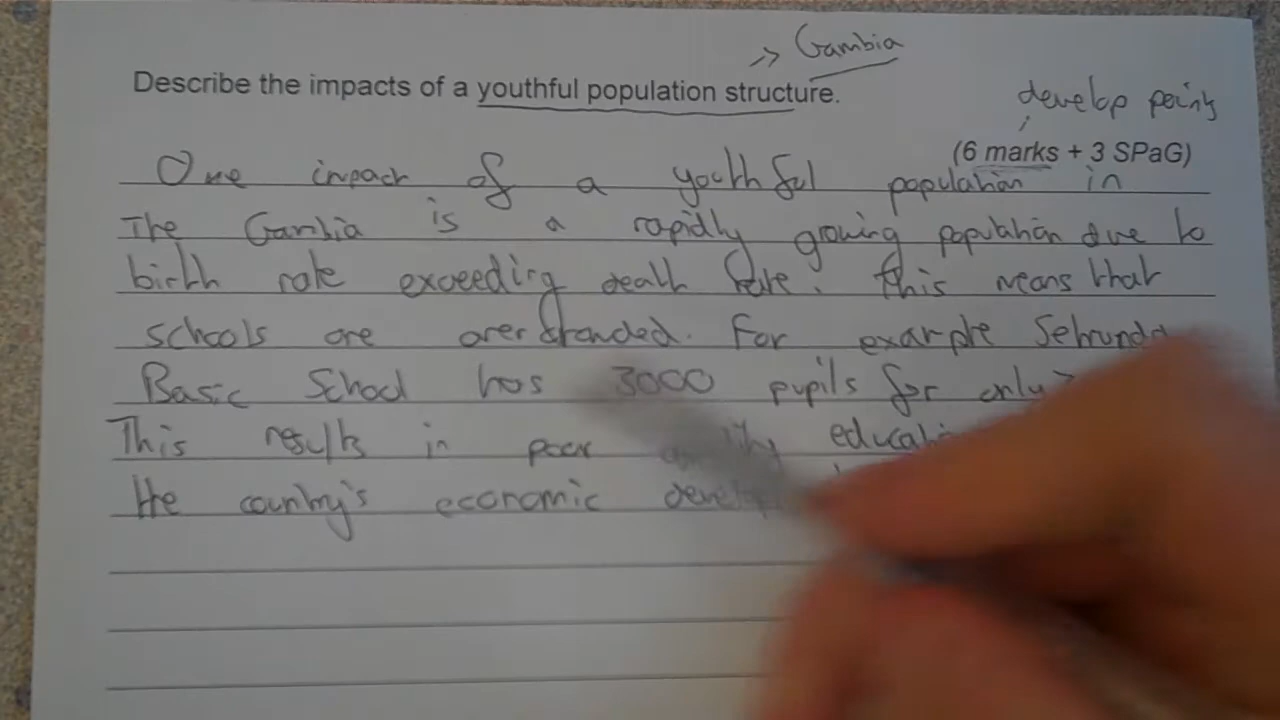 -> Gambia
Describe the impacts of a youthful population structure.
develop points
(6 marks + 3 SPaG)
One impact of a youthful population in
The Gambia is a rapidly growing population due to
birth rate exceeding death rate. This means that
schools are overcrowded. For example
Basic School has 3000 pupils for only
This results in poor
the country's economic